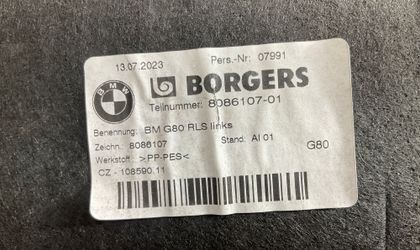 13.07.2023 Pers.-Nr: 07991
BMW BORGERS
Teilnummer: 8086107-01
Benennung: BM G80 RLS links
Zeichn.: 8086107 Stand: AI 01 G80
Werkstoff: >PP-PES<
CZ - 108590.11